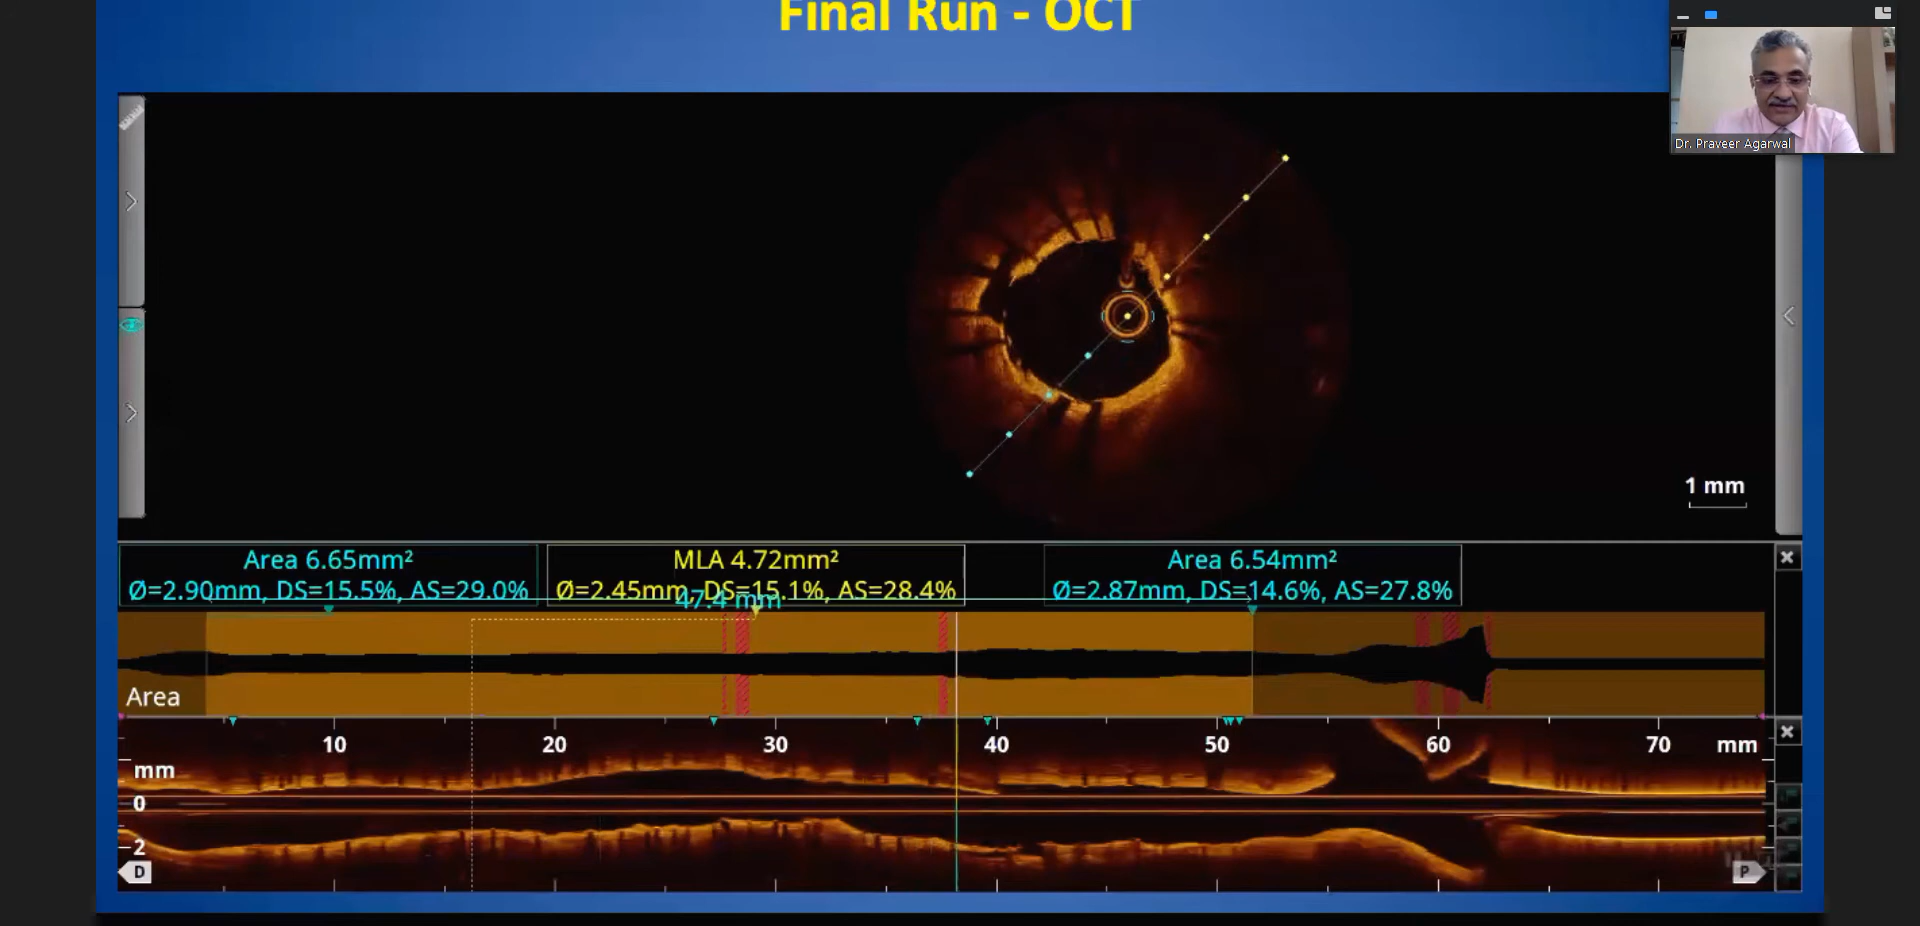 Final Run - OCT
Dr. Praveer Agarwal
1 mm
Area 6.65mm²
Ø=2.90mm, DS=15.5%, AS=29.0%
MLA 4.72mm²
Ø=2.45mm, DS=15.1%, AS=28.4%
Area 6.54mm²
Ø=2.87mm, DS=14.6%, AS=27.8%
47.4 mm
Area
10 20 30 40 50 60 70 mm
mm
0
2
D
P